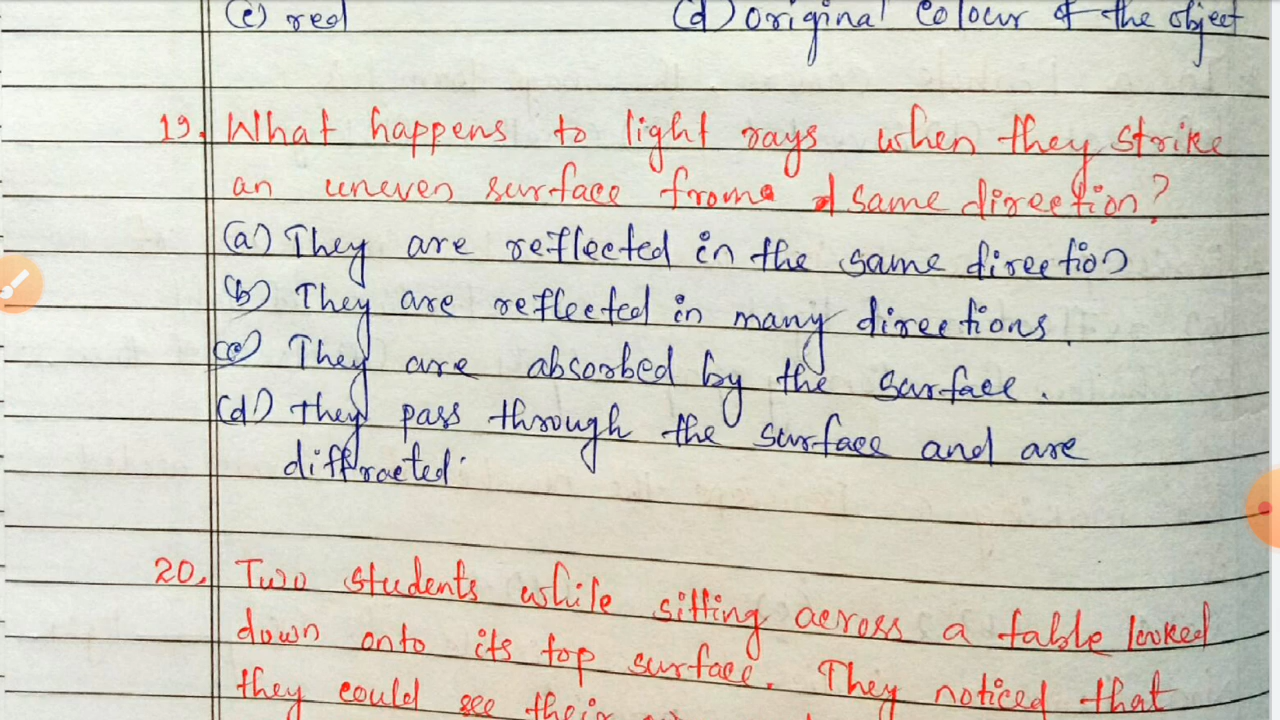 (c) red (d) original colour of the object
19. What happens to light rays when they strike
an uneven surface from same direction?
(a) They are reflected in the same direction
(b) They are reflected in many directions.
(c) They are absorbed by the surface.
(d) they pass through the surface and are
diffracted.
20. Two students while sitting across a table looked
down onto its top surface. They noticed that
they could see their